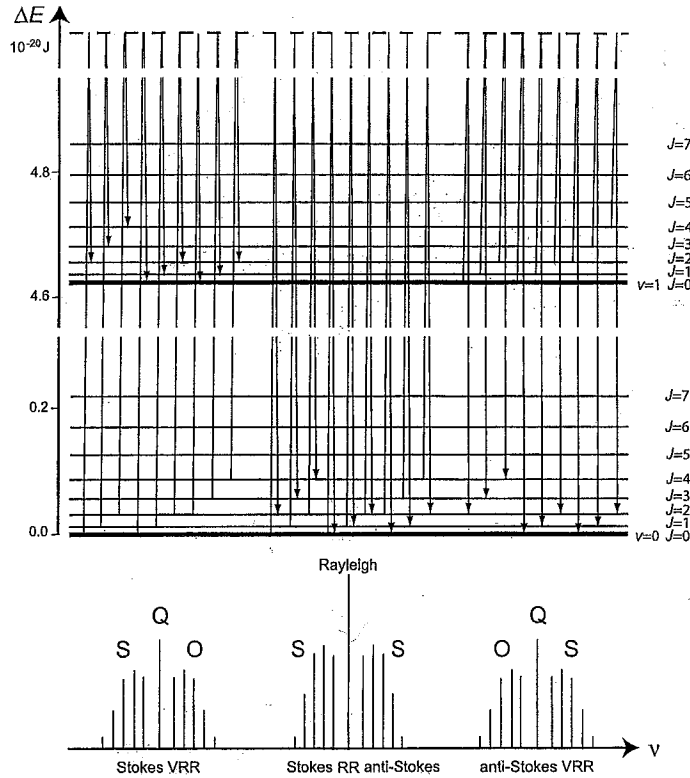 ΔE
10⁻²⁰J
J=7
J=6
4.8
J=5
J=4
J=3
J=2
J=1
v=1 J=0
4.6
J=7
0.2
J=6
J=5
J=4
J=3
J=2
J=1
0.0
v=0 J=0
Rayleigh
S Q O
S S
O Q S
ν
Stokes VRR
Stokes RR anti-Stokes
anti-Stokes VRR